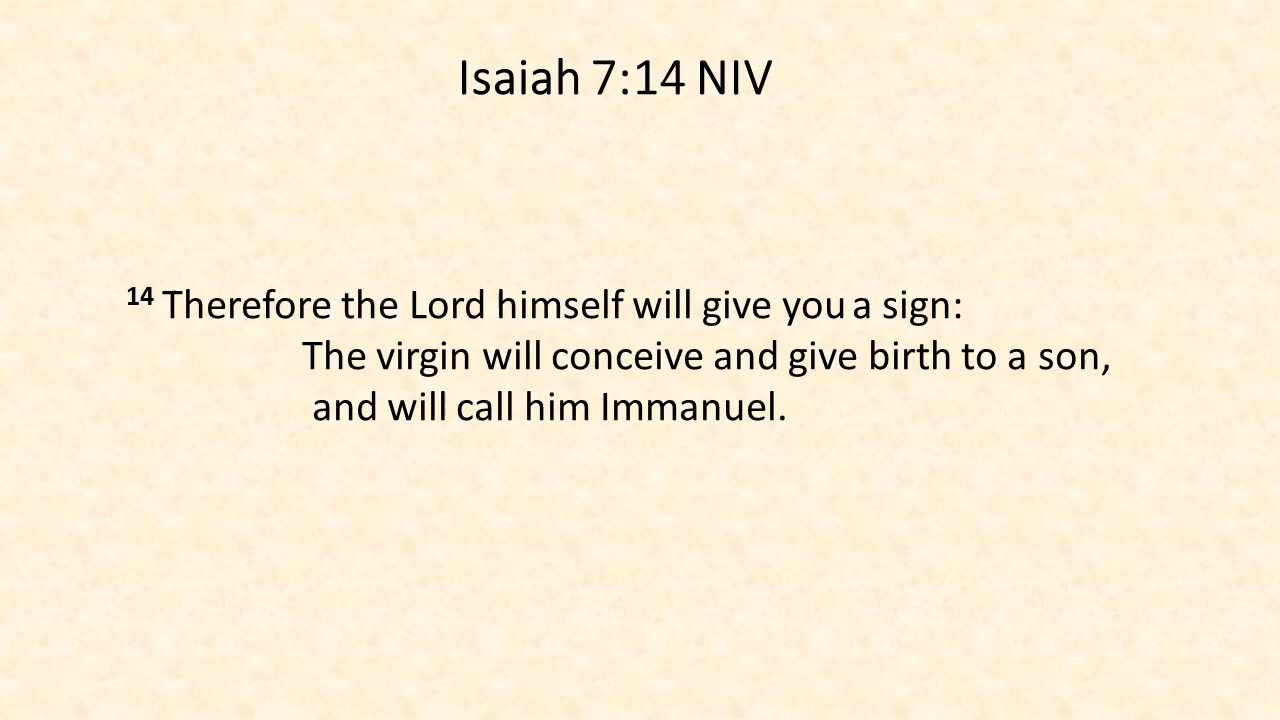 Isaiah 7:14 NIV
14 Therefore the Lord himself will give you a sign:
The virgin will conceive and give birth to a son,
and will call him Immanuel.